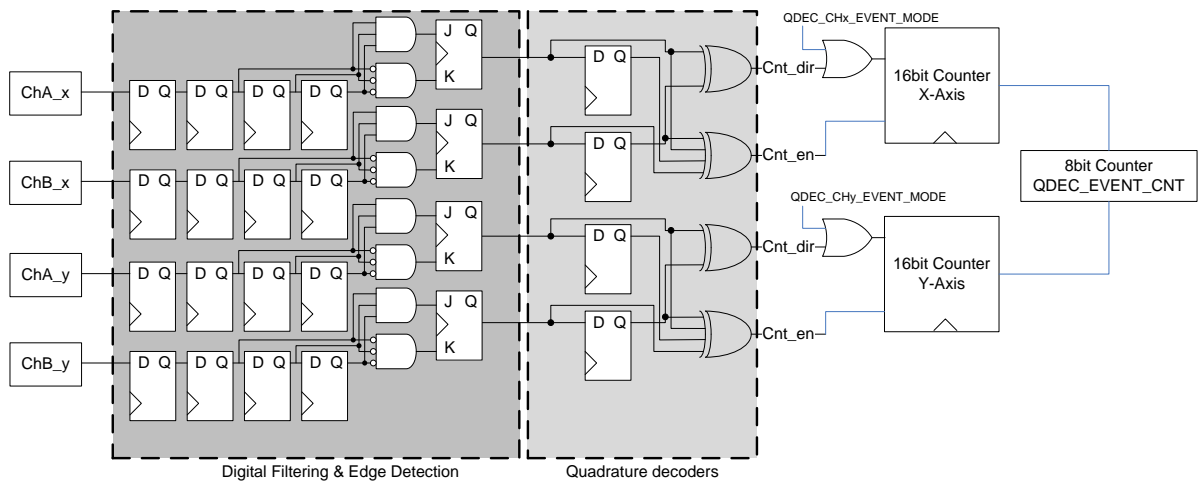 QDEC_CHx_EVENT_MODE
J Q
K
ChA_x
D Q D Q D Q D Q
D Q
Cnt_dir
16bit Counter
X-Axis
J Q
K
ChB_x
D Q D Q D Q D Q
D Q
Cnt_en
8bit Counter
QDEC_EVENT_CNT
QDEC_CHy_EVENT_MODE
J Q
K
ChA_y
D Q D Q D Q D Q
D Q
Cnt_dir
16bit Counter
Y-Axis
J Q
K
ChB_y
D Q D Q D Q D Q
D Q
Cnt_en
Digital Filtering & Edge Detection
Quadrature decoders